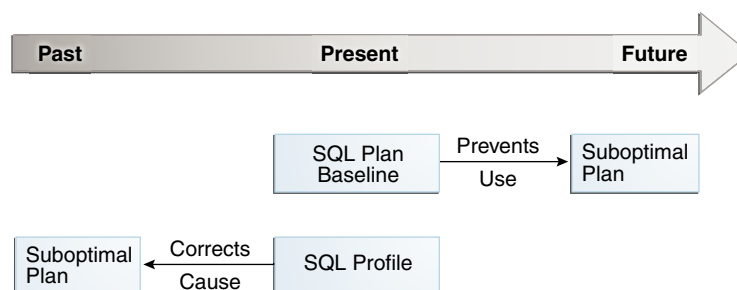 Past Present Future
SQL Plan
Baseline
Prevents
Use
Suboptimal
Plan
Suboptimal
Plan
Corrects
Cause
SQL Profile